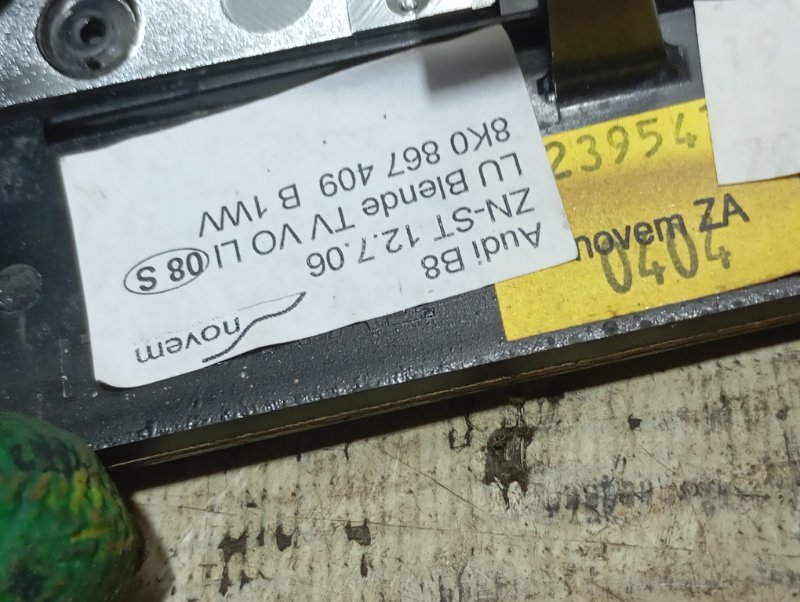 Audi B8
ZN-ST 12.7.06
LU Blende TV VO LI 08 S
8K0 867 409 B 1WV
novem
23954
novem ZA
0404